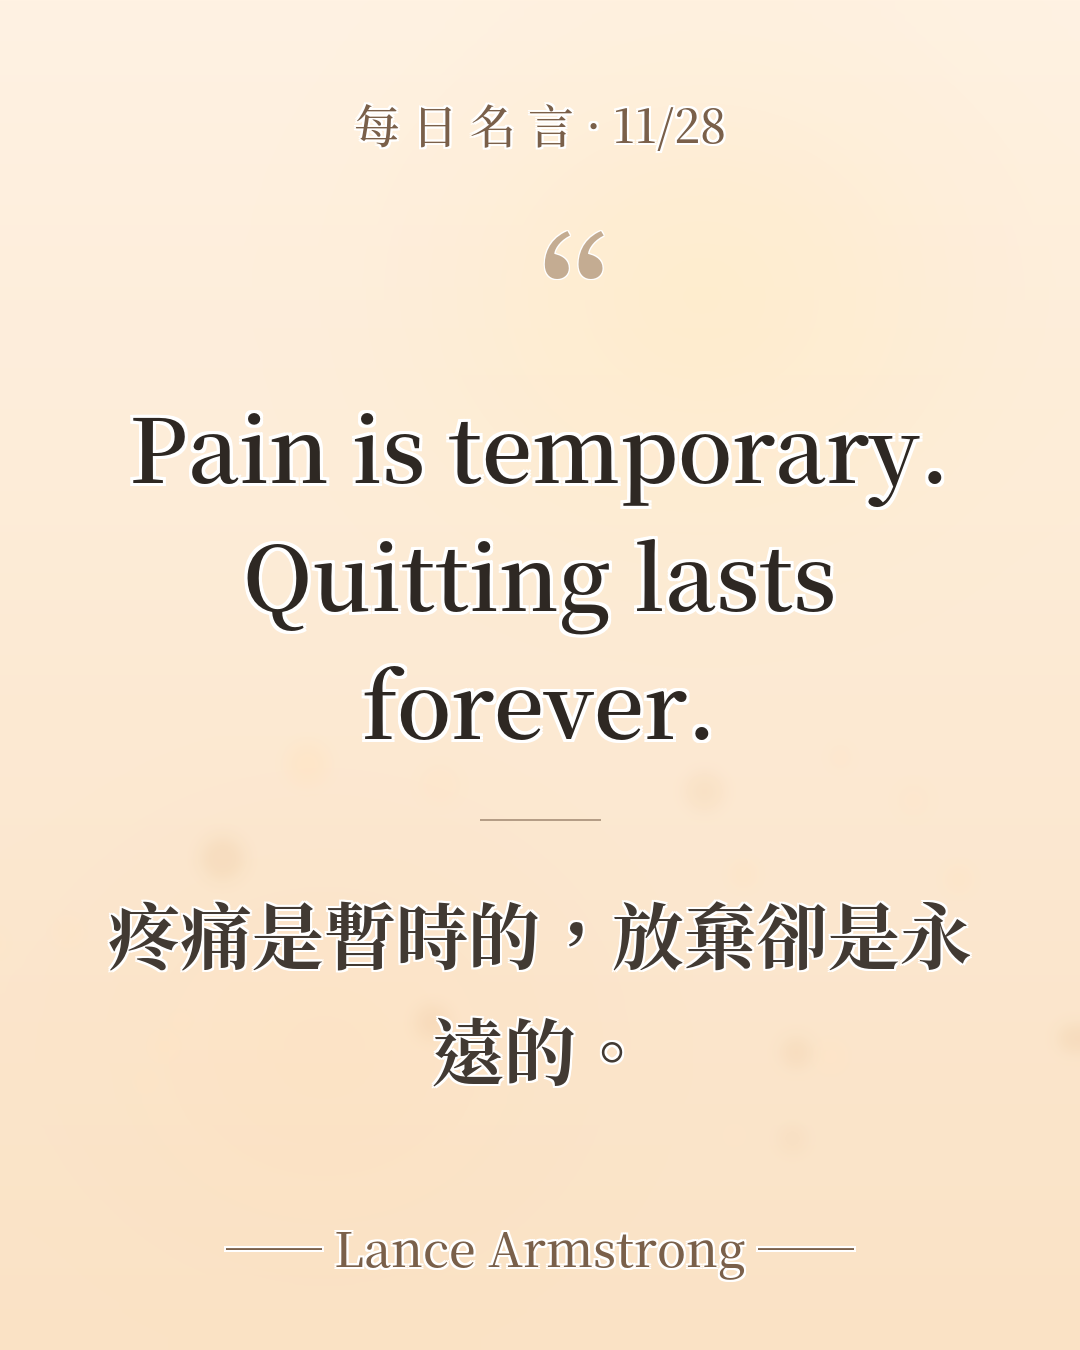 每日名言 · 11/28
“
Pain is temporary.
Quitting lasts
forever.
疼痛是暫時的，放棄卻是永
遠的。
—— Lance Armstrong ——